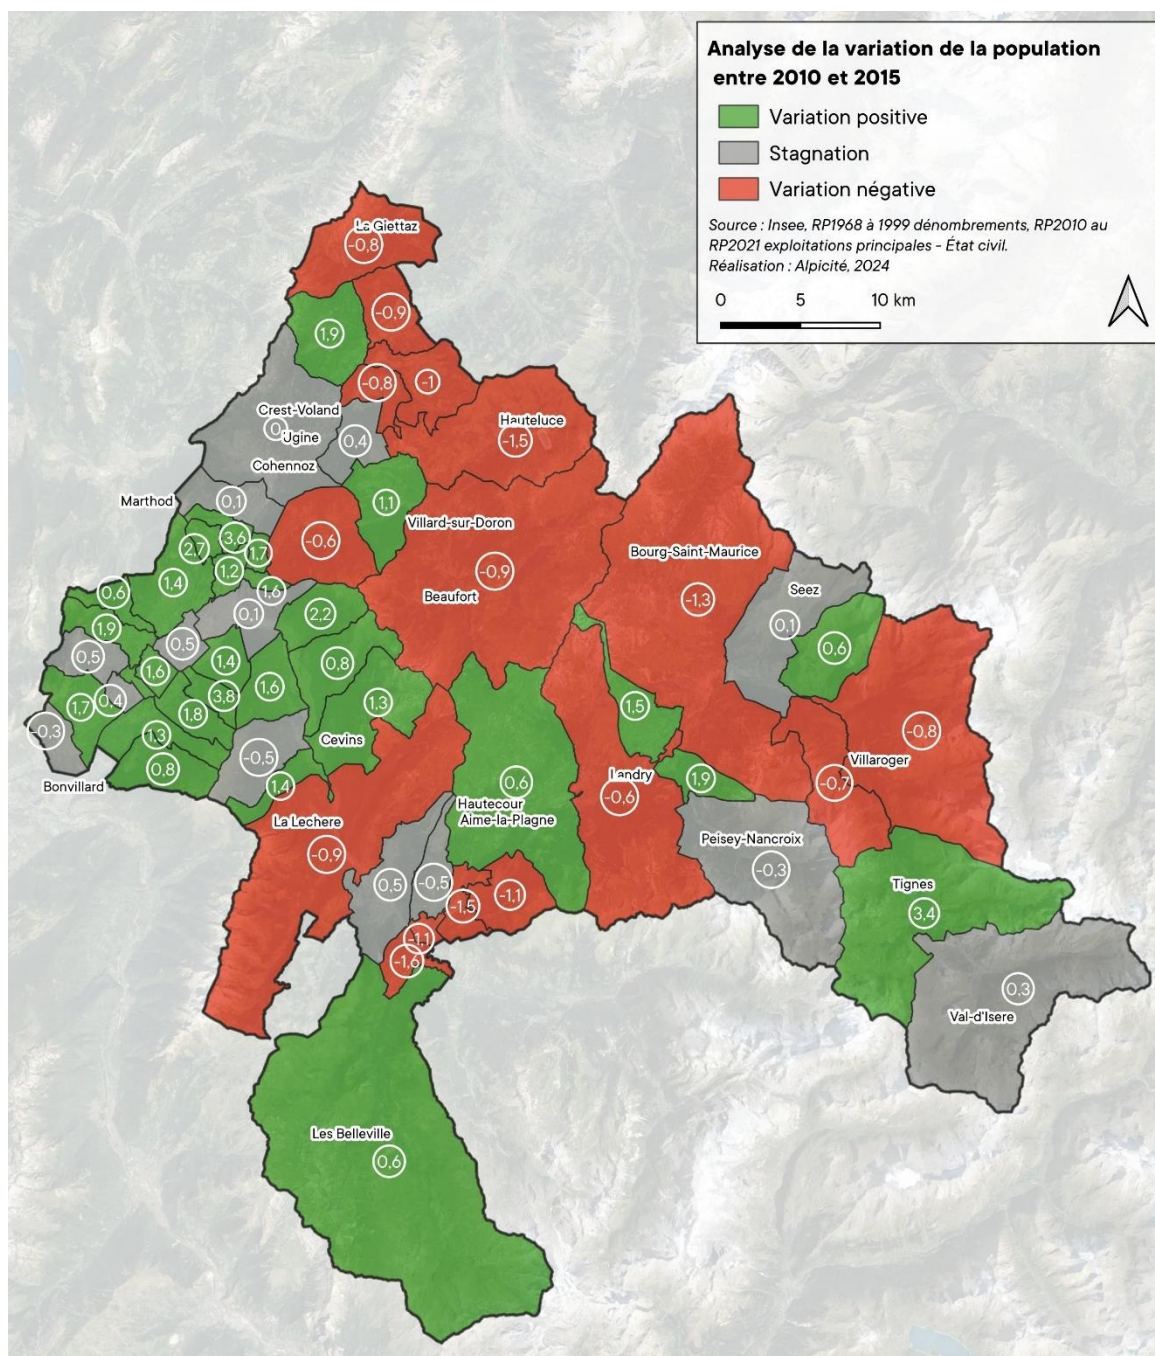 Analyse de la variation de la population
entre 2010 et 2015
Variation positive
Stagnation
Variation négative
Source : Insee, RP1968 à 1999 dénombrements, RP2010 au
RP2021 exploitations principales - État civil.
Réalisation : Alpicité, 2024
0 5 10 km
La Giettaz
-0,8
-0,9
1,9
-0,8
-1
Crest-Voland
0
Ugine
0,4
Hauteluce
-1,5
Cohennoz
Marthod
0,1
1,1
Villard-sur-Doron
3,6
2,7
1,7
-0,6
Bourg-Saint-Maurice
1,2
-0,9
1,4
0,6
1,6
Beaufort
-1,3
Seez
0,1
0,1
2,2
1,9
0,5
0,6
0,5
1,4
0,8
1,6
1,6
3,8
0,4
1,7
1,8
1,3
1,5
-0,3
1,3
Cevins
-0,8
-0,5
Villaroger
0,8
Bonvillard
1,4
0,6
Landry
-0,6
1,9
-0,7
Hautecour
Aime-la-Plagne
La Lechere
-0,9
Peisey-Nancroix
-0,3
0,5
-0,5
-1,1
-1,5
Tignes
3,4
-1,1
-1,6
0,3
Val-d'Isere
Les Belleville
0,6